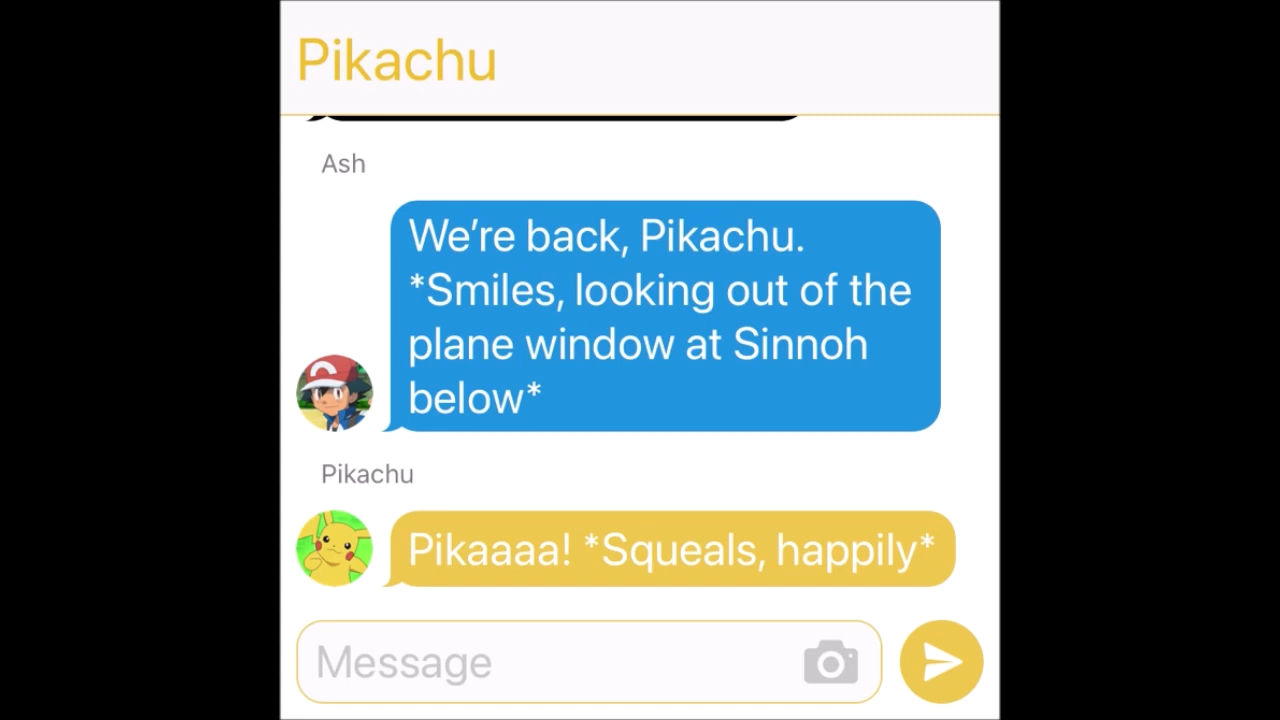 Pikachu
Ash
We’re back, Pikachu.
*Smiles, looking out of the
plane window at Sinnoh
below*
Pikachu
Pikaaaa! *Squeals, happily*
Message